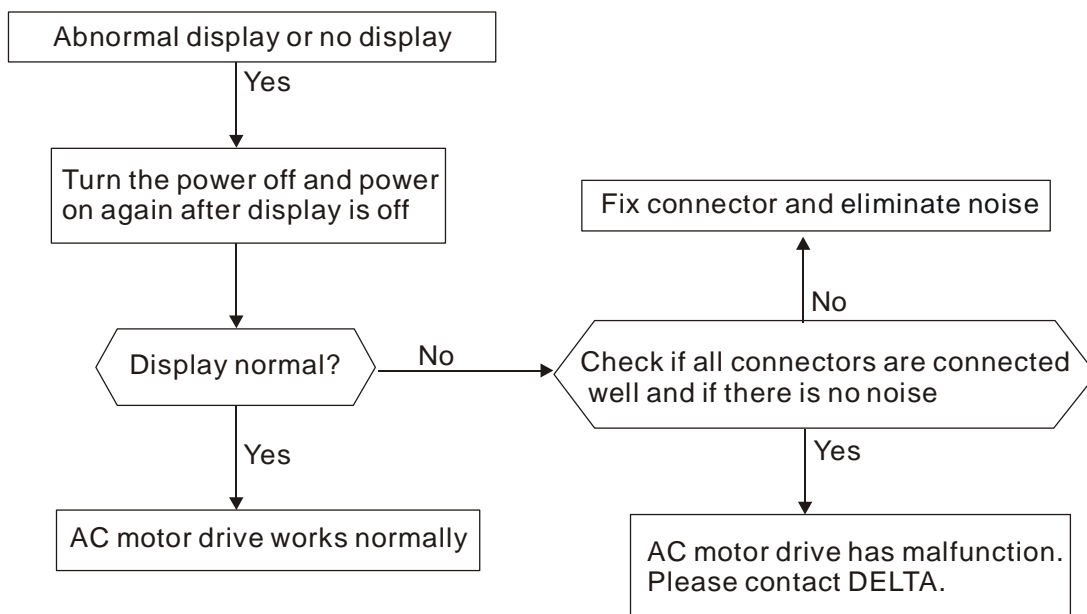 Abnormal display or no display
Yes
Turn the power off and power
on again after display is off
Display normal?
No
Yes
AC motor drive works normally
Fix connector and eliminate noise
No
Check if all connectors are connected
well and if there is no noise
Yes
AC motor drive has malfunction.
Please contact DELTA.